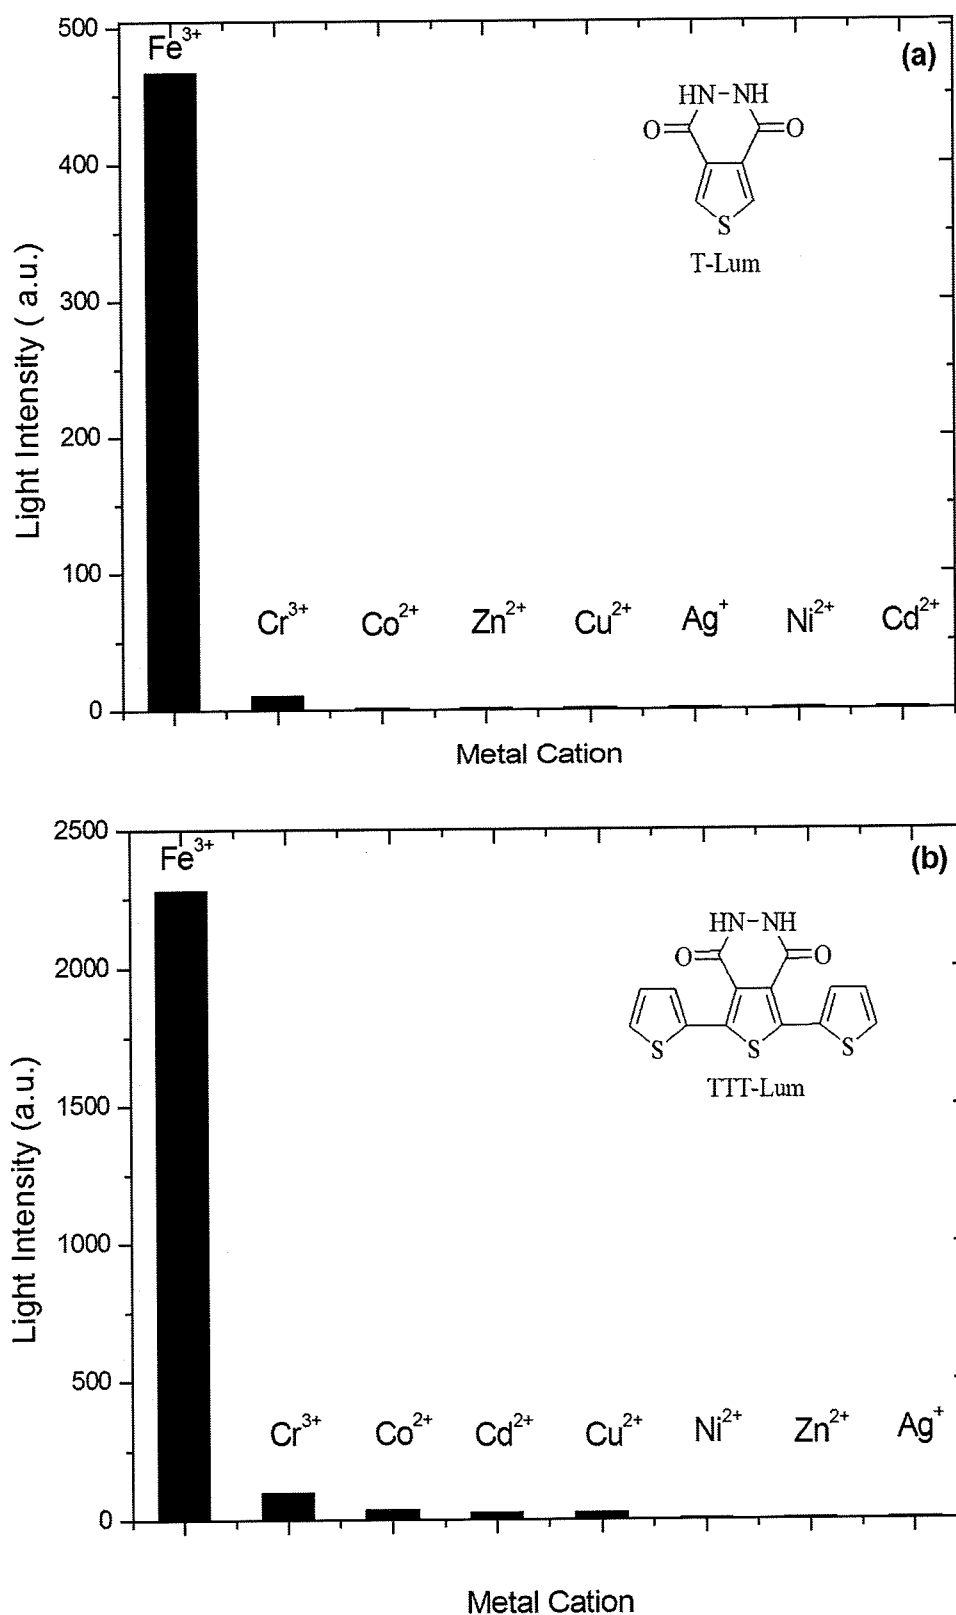 500
Fe3+
(a)
HN-NH
O
O
400
S
T-Lum
300
Light Intensity ( a.u.)
200
100
Cr3+ Co2+ Zn2+ Cu2+ Ag+ Ni2+ Cd2+
0
Metal Cation
2500
Fe3+
(b)
HN-NH
2000
O
O
S
S
S
TTT-Lum
1500
Light Intensity (a.u.)
1000
500
Cr3+ Co2+ Cd2+ Cu2+ Ni2+ Zn2+ Ag+
0
Metal Cation